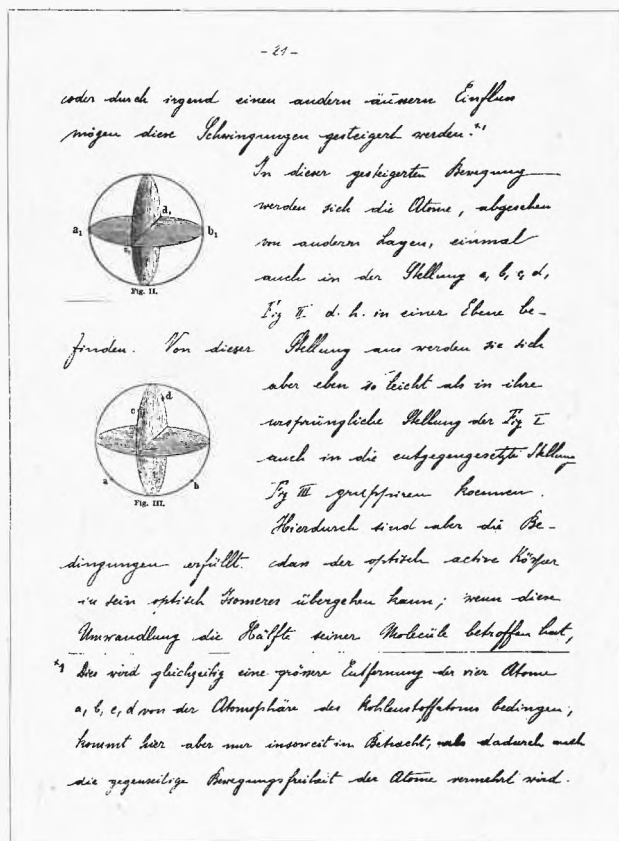 - 21 -
oder durch irgend einen andern äussern Einfluss
mögen diese Schwingungen gesteigert werden. *)
In dieser gesteigerten Bewegung
werden sich die Atome, abgesehen
von anderen Lagen, einmal
auch in der Stellung a, b, c, d,
Fig II. d. h. in einer Ebene be-
a₁
b₁
c₁
d₁
Fig. II.
finden. Von dieser Stellung aus werden sie sich
aber eben so leicht als in ihre
ursprüngliche Stellung der Fig I
auch in die entgegengesetzte Stellung
Fig III gruppiren koennen.
Hierdurch sind aber die Be-
c
d
a
b
Fig. III.
dingungen erfüllt. dass der optisch active Körper
in sein optisch Isomeres übergehen kann; wenn diese
Umwandlung die Hälfte seiner Molecüle betroffen hat,
*) Dies wird gleichzeitig eine grössere Entfernung der vier Atome
a, b, c, d von der Atomsphäre des Kohlenstoffatoms bedingen,
kommt hier aber nur insoweit in Betracht, als dadurch auch
die gegenseitige Bewegungsfreiheit der Atome vermehrt wird.